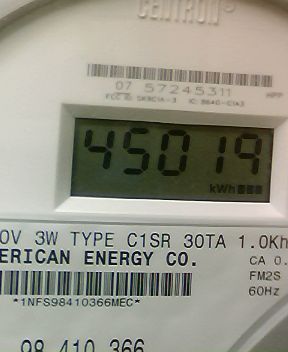 CENTRON®
07 57245311
FCC ID SK9C1A-3 IC: 864G-C1A3 HPP
45019
kWh
0V 3W TYPE C1SR 30TA 1.0Kh
ERICAN ENERGY CO. CA 0.
FM2S
*1NFS98410366MEC* 60Hz
98 410 366